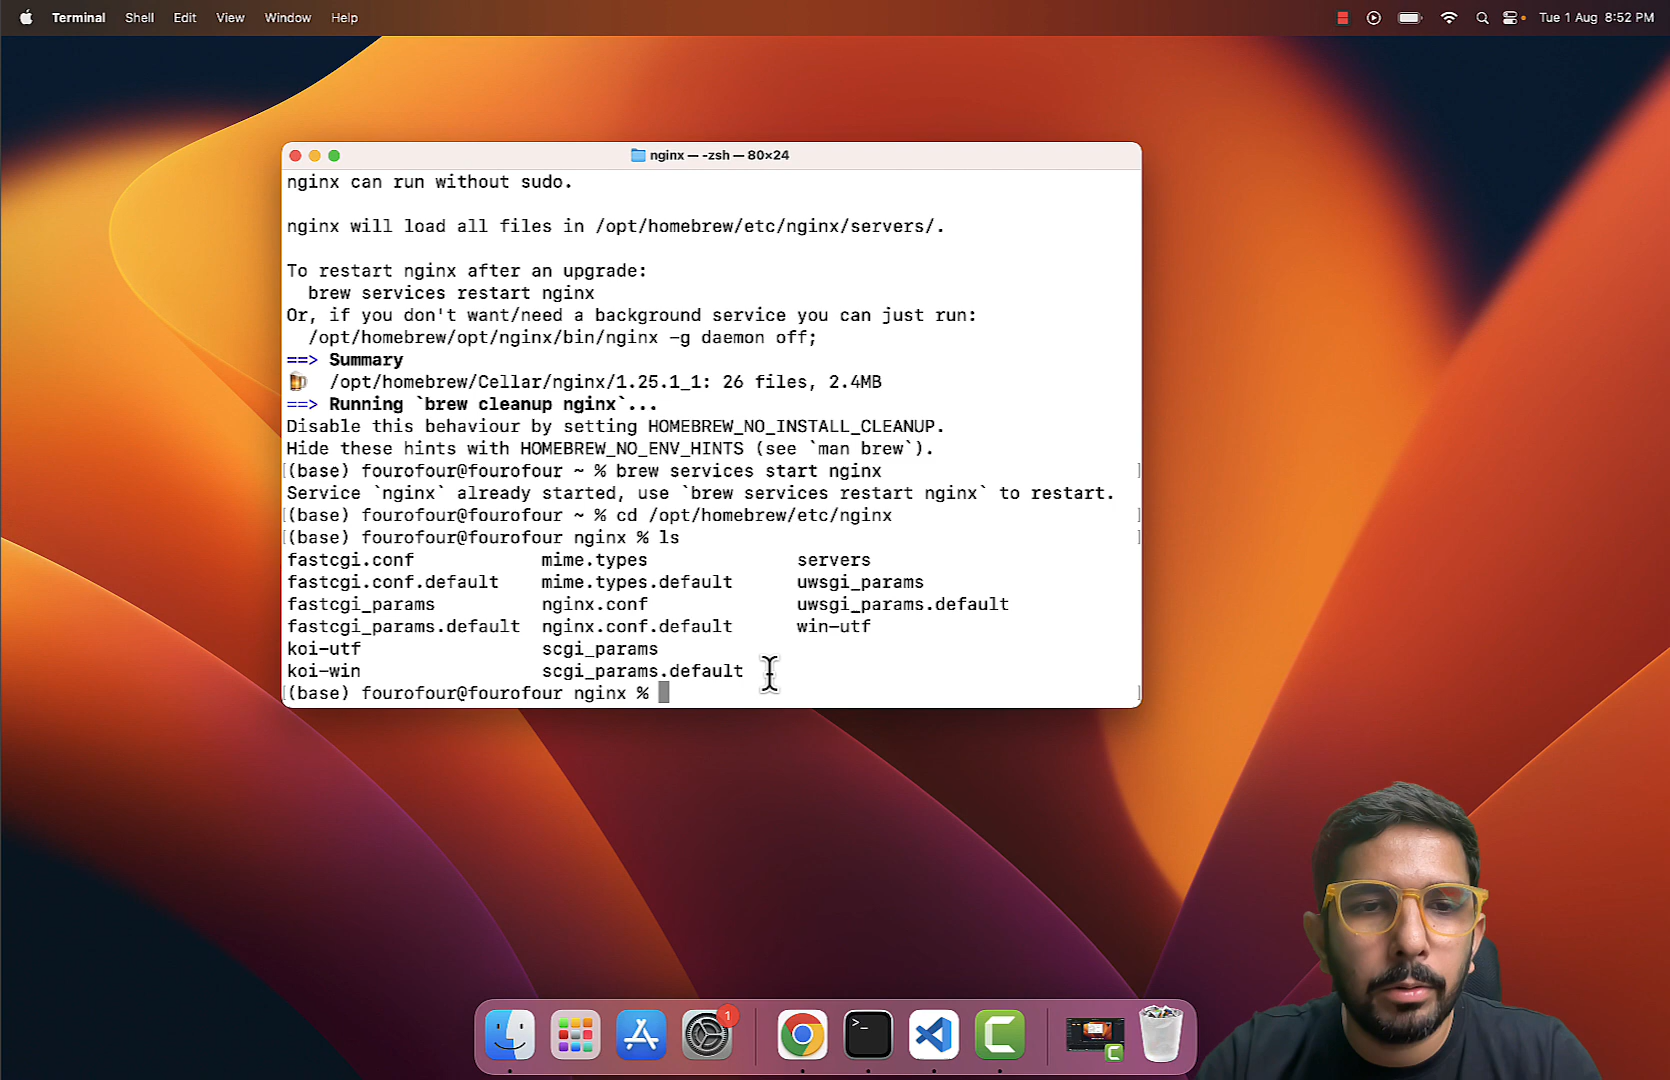 Terminal Shell Edit View Window Help Tue 1 Aug 8:52 PM
nginx — -zsh — 80×24
nginx can run without sudo.
nginx will load all files in /opt/homebrew/etc/nginx/servers/.
To restart nginx after an upgrade:
brew services restart nginx
Or, if you don't want/need a background service you can just run:
/opt/homebrew/opt/nginx/bin/nginx -g daemon off;
==> Summary
/opt/homebrew/Cellar/nginx/1.25.1_1: 26 files, 2.4MB
==> Running `brew cleanup nginx`...
Disable this behaviour by setting HOMEBREW_NO_INSTALL_CLEANUP.
Hide these hints with HOMEBREW_NO_ENV_HINTS (see `man brew`).
[(base) fourofour@fourofour ~ % brew services start nginx ]
Service `nginx` already started, use `brew services restart nginx` to restart.
[(base) fourofour@fourofour ~ % cd /opt/homebrew/etc/nginx ]
[(base) fourofour@fourofour nginx % ls ]
fastcgi.conf mime.types servers
fastcgi.conf.default mime.types.default uwsgi_params
fastcgi_params nginx.conf uwsgi_params.default
fastcgi_params.default nginx.conf.default win-utf
koi-utf scgi_params
koi-win scgi_params.default
[(base) fourofour@fourofour nginx % ]
1
>_